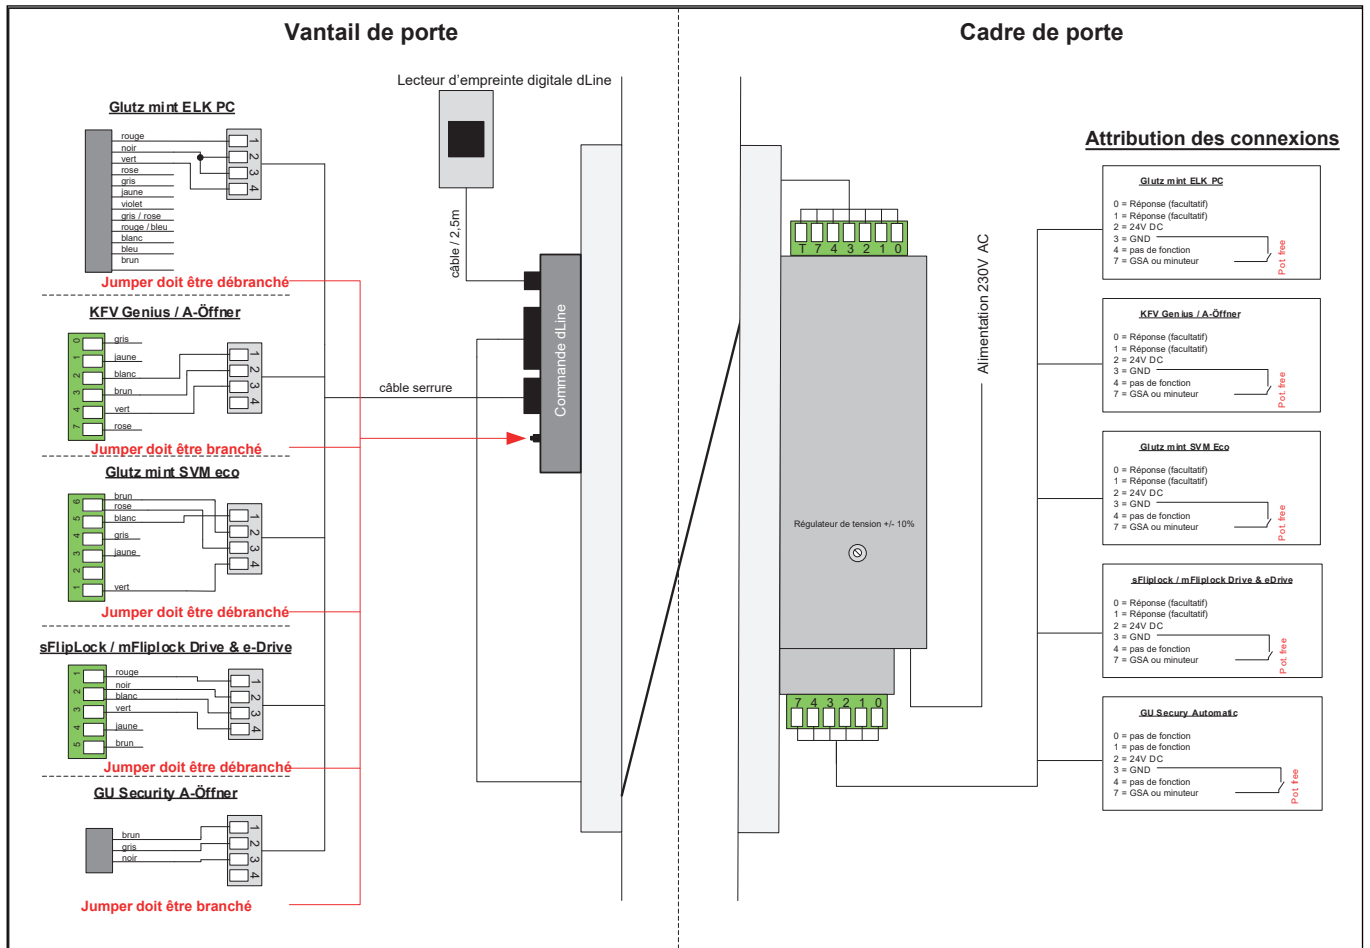 Vantail de porte
Cadre de porte
Lecteur d'empreinte digitale dLine
Glutz mint ELK PC
rouge
noir
vert
rose
gris
jaune
violet
gris / rose
rouge / bleu
blanc
bleu
brun
1
2
3
4
Jumper doit être débranché
KFV Genius / A-Öffner
0
1
2
3
4
7
gris
jaune
blanc
brun
vert
rose
1
2
3
4
Jumper doit être branché
Glutz mint SVM eco
6
5
4
3
2
1
brun
rose
blanc
gris
jaune
vert
1
2
3
4
Jumper doit être débranché
sFlipLock / mFliplock Drive & e-Drive
1
2
3
4
5
rouge
noir
blanc
vert
jaune
brun
1
2
3
4
Jumper doit être débranché
GU Security A-Öffner
brun
gris
noir
1
2
3
4
Jumper doit être branché
câble / 2,5m
câble serrure
Commande dLine
T 7 4 3 2 1 0
Régulateur de tension +/- 10%
7 4 3 2 1 0
Alimentation 230V AC
Attribution des connexions
Glutz mint ELK PC
0 = Réponse (facultatif)
1 = Réponse (facultatif)
2 = 24V DC
3 = GND
4 = pas de fonction
7 = GSA ou minuteur
Pot. free
KFV Genius / A-Öffner
0 = Réponse (facultatif)
1 = Réponse (facultatif)
2 = 24V DC
3 = GND
4 = pas de fonction
7 = GSA ou minuteur
Pot. free
Glutz mint SVM Eco
0 = Réponse (facultatif)
1 = Réponse (facultatif)
2 = 24V DC
3 = GND
4 = pas de fonction
7 = GSA ou minuteur
Pot. free
sFliplock / mFliplock Drive & eDrive
0 = Réponse (facultatif)
1 = Réponse (facultatif)
2 = 24V DC
3 = GND
4 = pas de fonction
7 = GSA ou minuteur
Pot. free
GU Secury Automatic
0 = pas de fonction
1 = pas de fonction
2 = 24V DC
3 = GND
4 = pas de fonction
7 = GSA ou minuteur
Pot. free